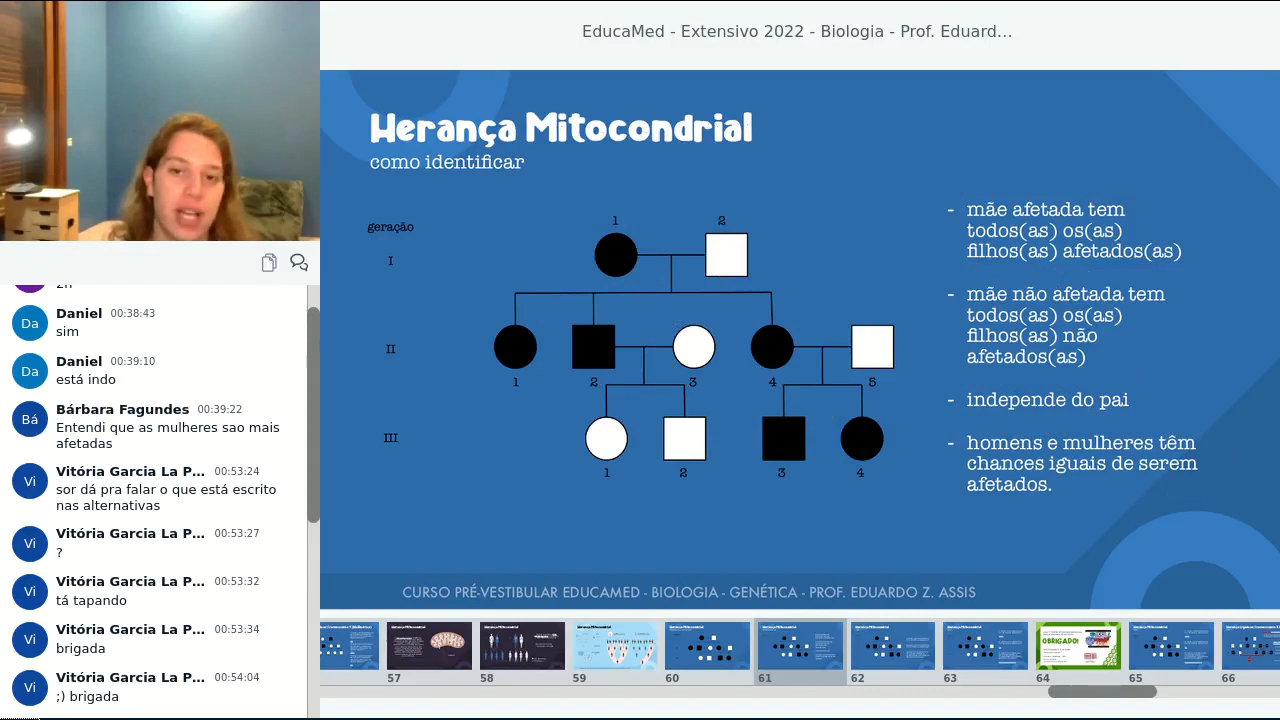 EducaMed - Extensivo 2022 - Biologia - Prof. Eduard...
Herança Mitocondrial
como identificar
geração
1
2
I
II
1
2
3
4
5
III
1
2
3
4
- mãe afetada tem
todos(as) os(as)
filhos(as) afetados(as)
- mãe não afetada tem
todos(as) os(as)
filhos(as) não
afetados(as)
- independe do pai
- homens e mulheres têm
chances iguais de serem
afetados.
CURSO PRÉ-VESTIBULAR EDUCAMED - BIOLOGIA - GENÉTICA - PROF. EDUARDO Z. ASSIS
Da
Daniel 00:38:43
sim
Da
Daniel 00:39:10
está indo
Bá
Bárbara Fagundes 00:39:22
Entendi que as mulheres sao mais
afetadas
Vi
Vitória Garcia La P... 00:53:24
sor dá pra falar o que está escrito
nas alternativas
Vi
Vitória Garcia La P... 00:53:27
?
Vi
Vitória Garcia La P... 00:53:32
tá tapando
Vi
Vitória Garcia La P... 00:53:34
brigada
Vi
Vitória Garcia La P... 00:54:04
;) brigada
OBRIGADO!
57
58
59
60
61
62
63
64
65
66